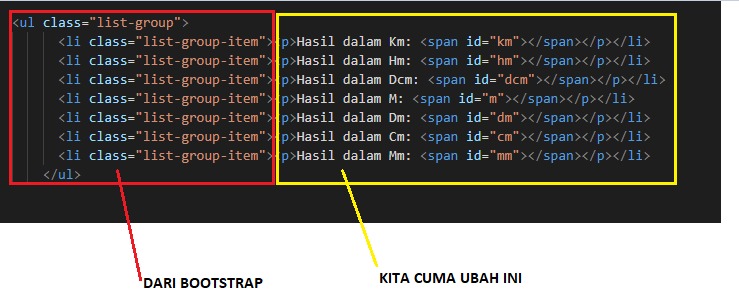 <ul class="list-group">
<li class="list-group-item"><p>Hasil dalam Km: <span id="km"></span></p></li>
<li class="list-group-item"><p>Hasil dalam Hm: <span id="hm"></span></p></li>
<li class="list-group-item"><p>Hasil dalam Dcm: <span id="dcm"></span></p></li>
<li class="list-group-item"><p>Hasil dalam M: <span id="m"></span></p></li>
<li class="list-group-item"><p>Hasil dalam Dm: <span id="dm"></span></p></li>
<li class="list-group-item"><p>Hasil dalam Cm: <span id="cm"></span></p></li>
<li class="list-group-item"><p>Hasil dalam Mm: <span id="mm"></span></p></li>
</ul>
DARI BOOTSTRAP
KITA CUMA UBAH INI